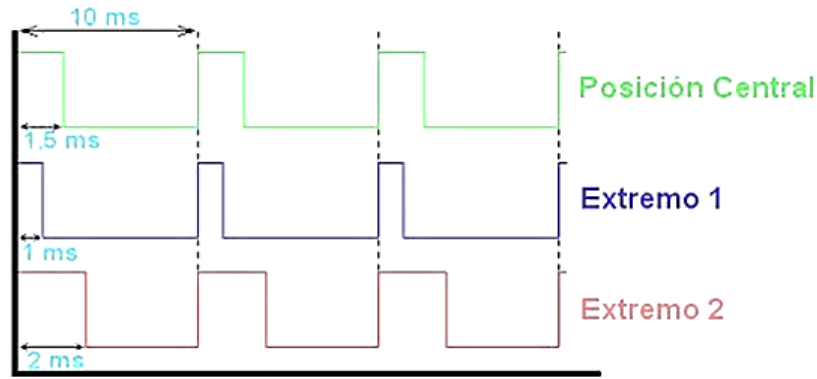 10 ms
Posición Central
1,5 ms
Extremo 1
1 ms
Extremo 2
2 ms